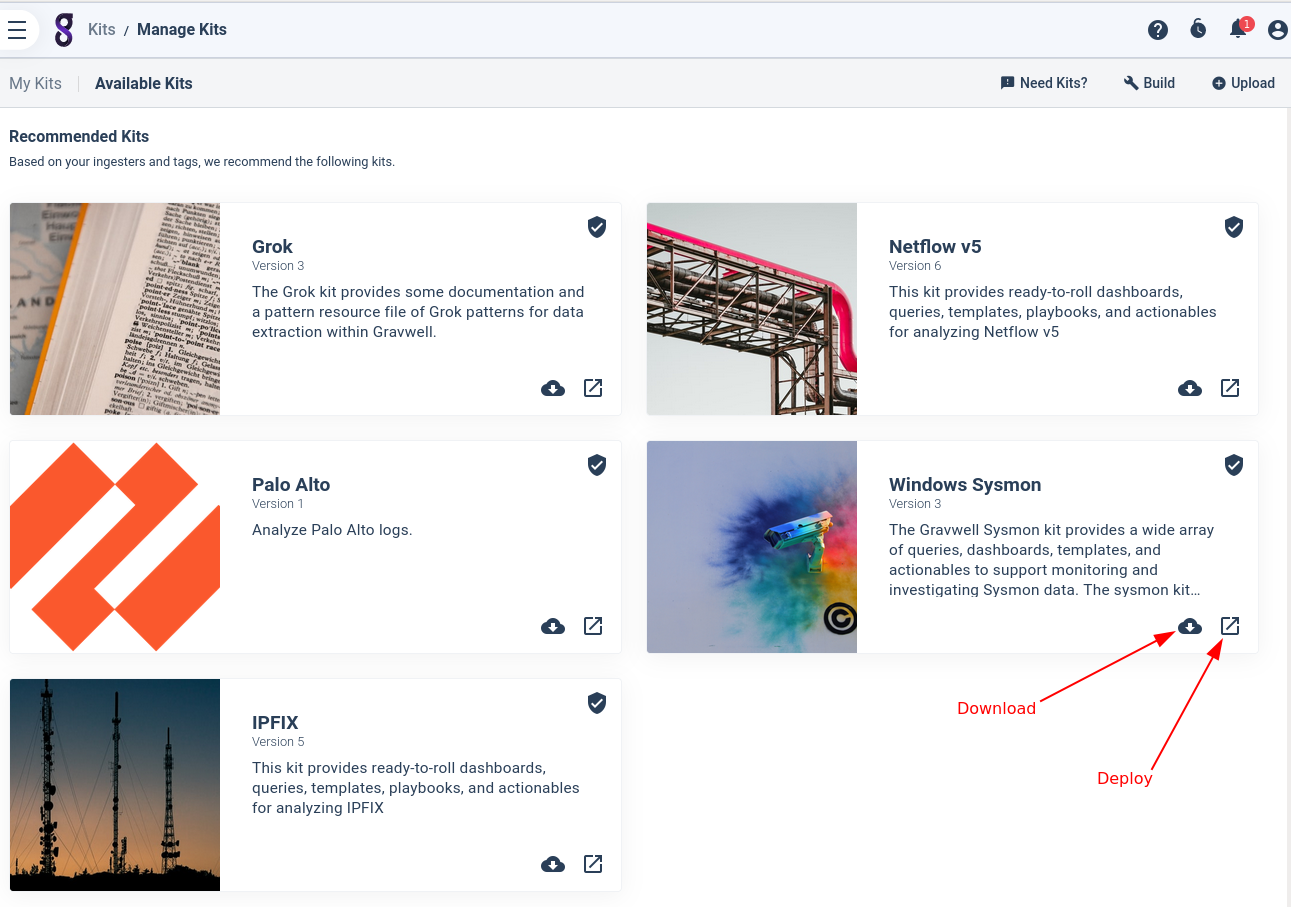 Kits / Manage Kits
1
My Kits
Available Kits
Need Kits?
Build
Upload
Recommended Kits
Based on your ingesters and tags, we recommend the following kits.
Grok
Version 3
The Grok kit provides some documentation and
a pattern resource file of Grok patterns for data
extraction within Gravwell.
Netflow v5
Version 6
This kit provides ready-to-roll dashboards,
queries, templates, playbooks, and actionables
for analyzing Netflow v5
Palo Alto
Version 1
Analyze Palo Alto logs.
Windows Sysmon
Version 3
The Gravwell Sysmon kit provides a wide array
of queries, dashboards, templates, and
actionables to support monitoring and
investigating Sysmon data. The sysmon kit…
Download
Deploy
IPFIX
Version 5
This kit provides ready-to-roll dashboards,
queries, templates, playbooks, and actionables
for analyzing IPFIX